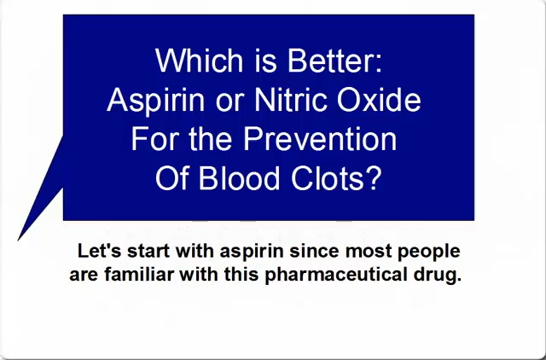 Which is Better:
Aspirin or Nitric Oxide
For the Prevention
Of Blood Clots?
Let's start with aspirin since most people
are familiar with this pharmaceutical drug.